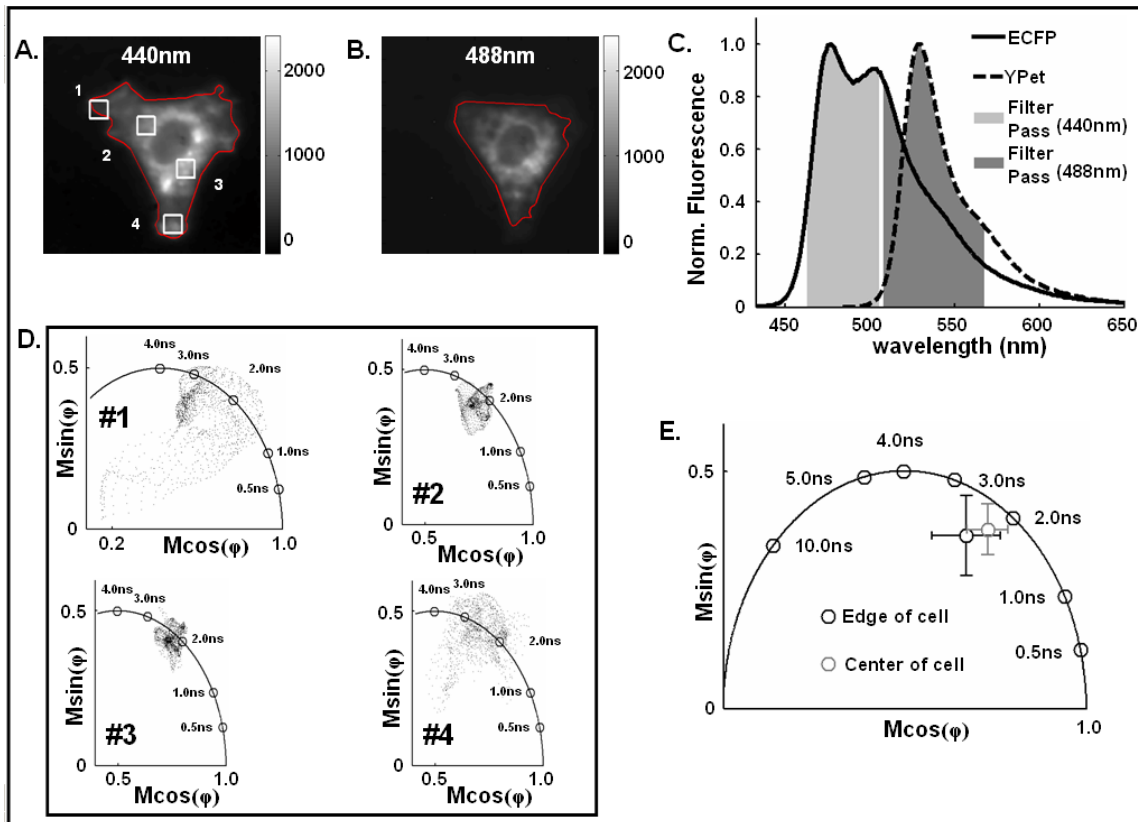 A.
440nm
1
2
3
4
2000
1000
0
B.
488nm
2000
1000
0
C.
Norm. Fluorescence
1.0
0.8
0.6
0.4
0.2
0
450
500
550
600
650
wavelength (nm)
ECFP
YPet
Filter Pass (440nm)
Filter Pass (488nm)
D.
Msin(φ)
0.5
0
4.0ns
3.0ns
2.0ns
1.0ns
0.5ns
#1
0.2
1.0
Mcos(φ)
Msin(φ)
0.5
0
4.0ns
3.0ns
2.0ns
1.0ns
0.5ns
#2
0.5
1.0
Mcos(φ)
Msin(φ)
0.5
0
4.0ns
3.0ns
2.0ns
1.0ns
0.5ns
#3
0.5
1.0
Mcos(φ)
Msin(φ)
0.5
0
4.0ns
3.0ns
2.0ns
1.0ns
0.5ns
#4
0.5
1.0
Mcos(φ)
E.
Msin(φ)
0.5
0
10.0ns
5.0ns
4.0ns
3.0ns
2.0ns
1.0ns
0.5ns
Edge of cell
Center of cell
Mcos(φ)
1.0